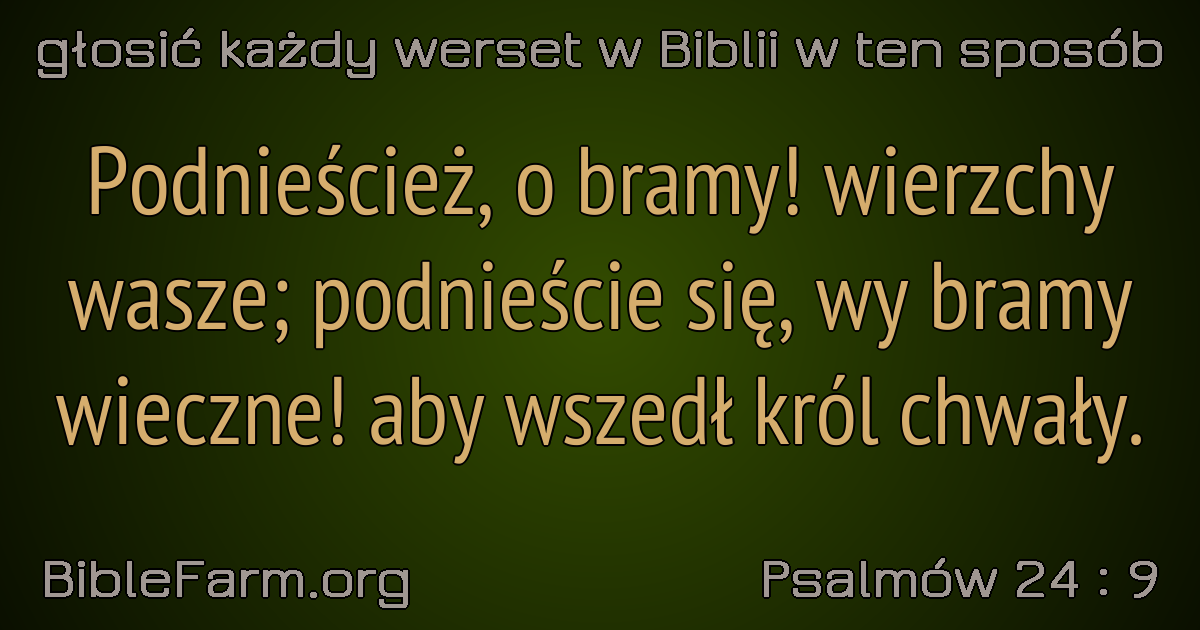 głosić każdy werset w Biblii w ten sposób
Podnieścież, o bramy! wierzchy
wasze; podnieście się, wy bramy
wieczne! aby wszedł król chwały.
BibleFarm.org
Psalmów 24 : 9